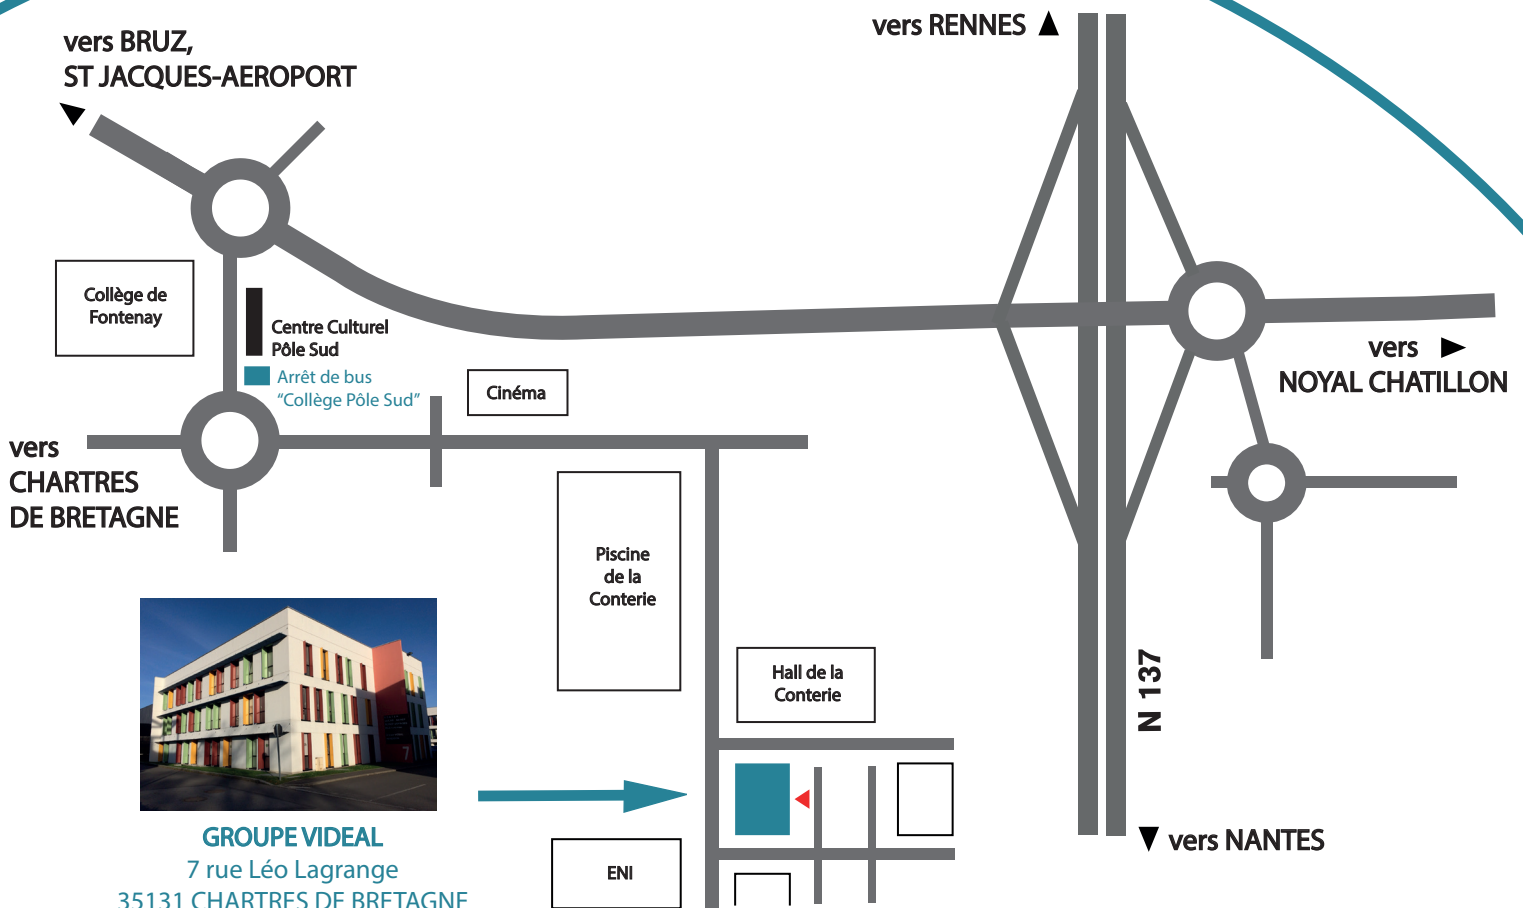 vers BRUZ,
ST JACQUES-AEROPORT
vers RENNES
Collège de
Fontenay
Centre Culturel
Pôle Sud
Arrêt de bus
“Collège Pôle Sud”
Cinéma
vers
NOYAL CHATILLON
vers
CHARTRES
DE BRETAGNE
Piscine
de la
Conterie
Hall de la
Conterie
N 137
7
GROUPE VIDEAL
7 rue Léo Lagrange
35131 CHARTRES DE BRETAGNE
ENI
vers NANTES